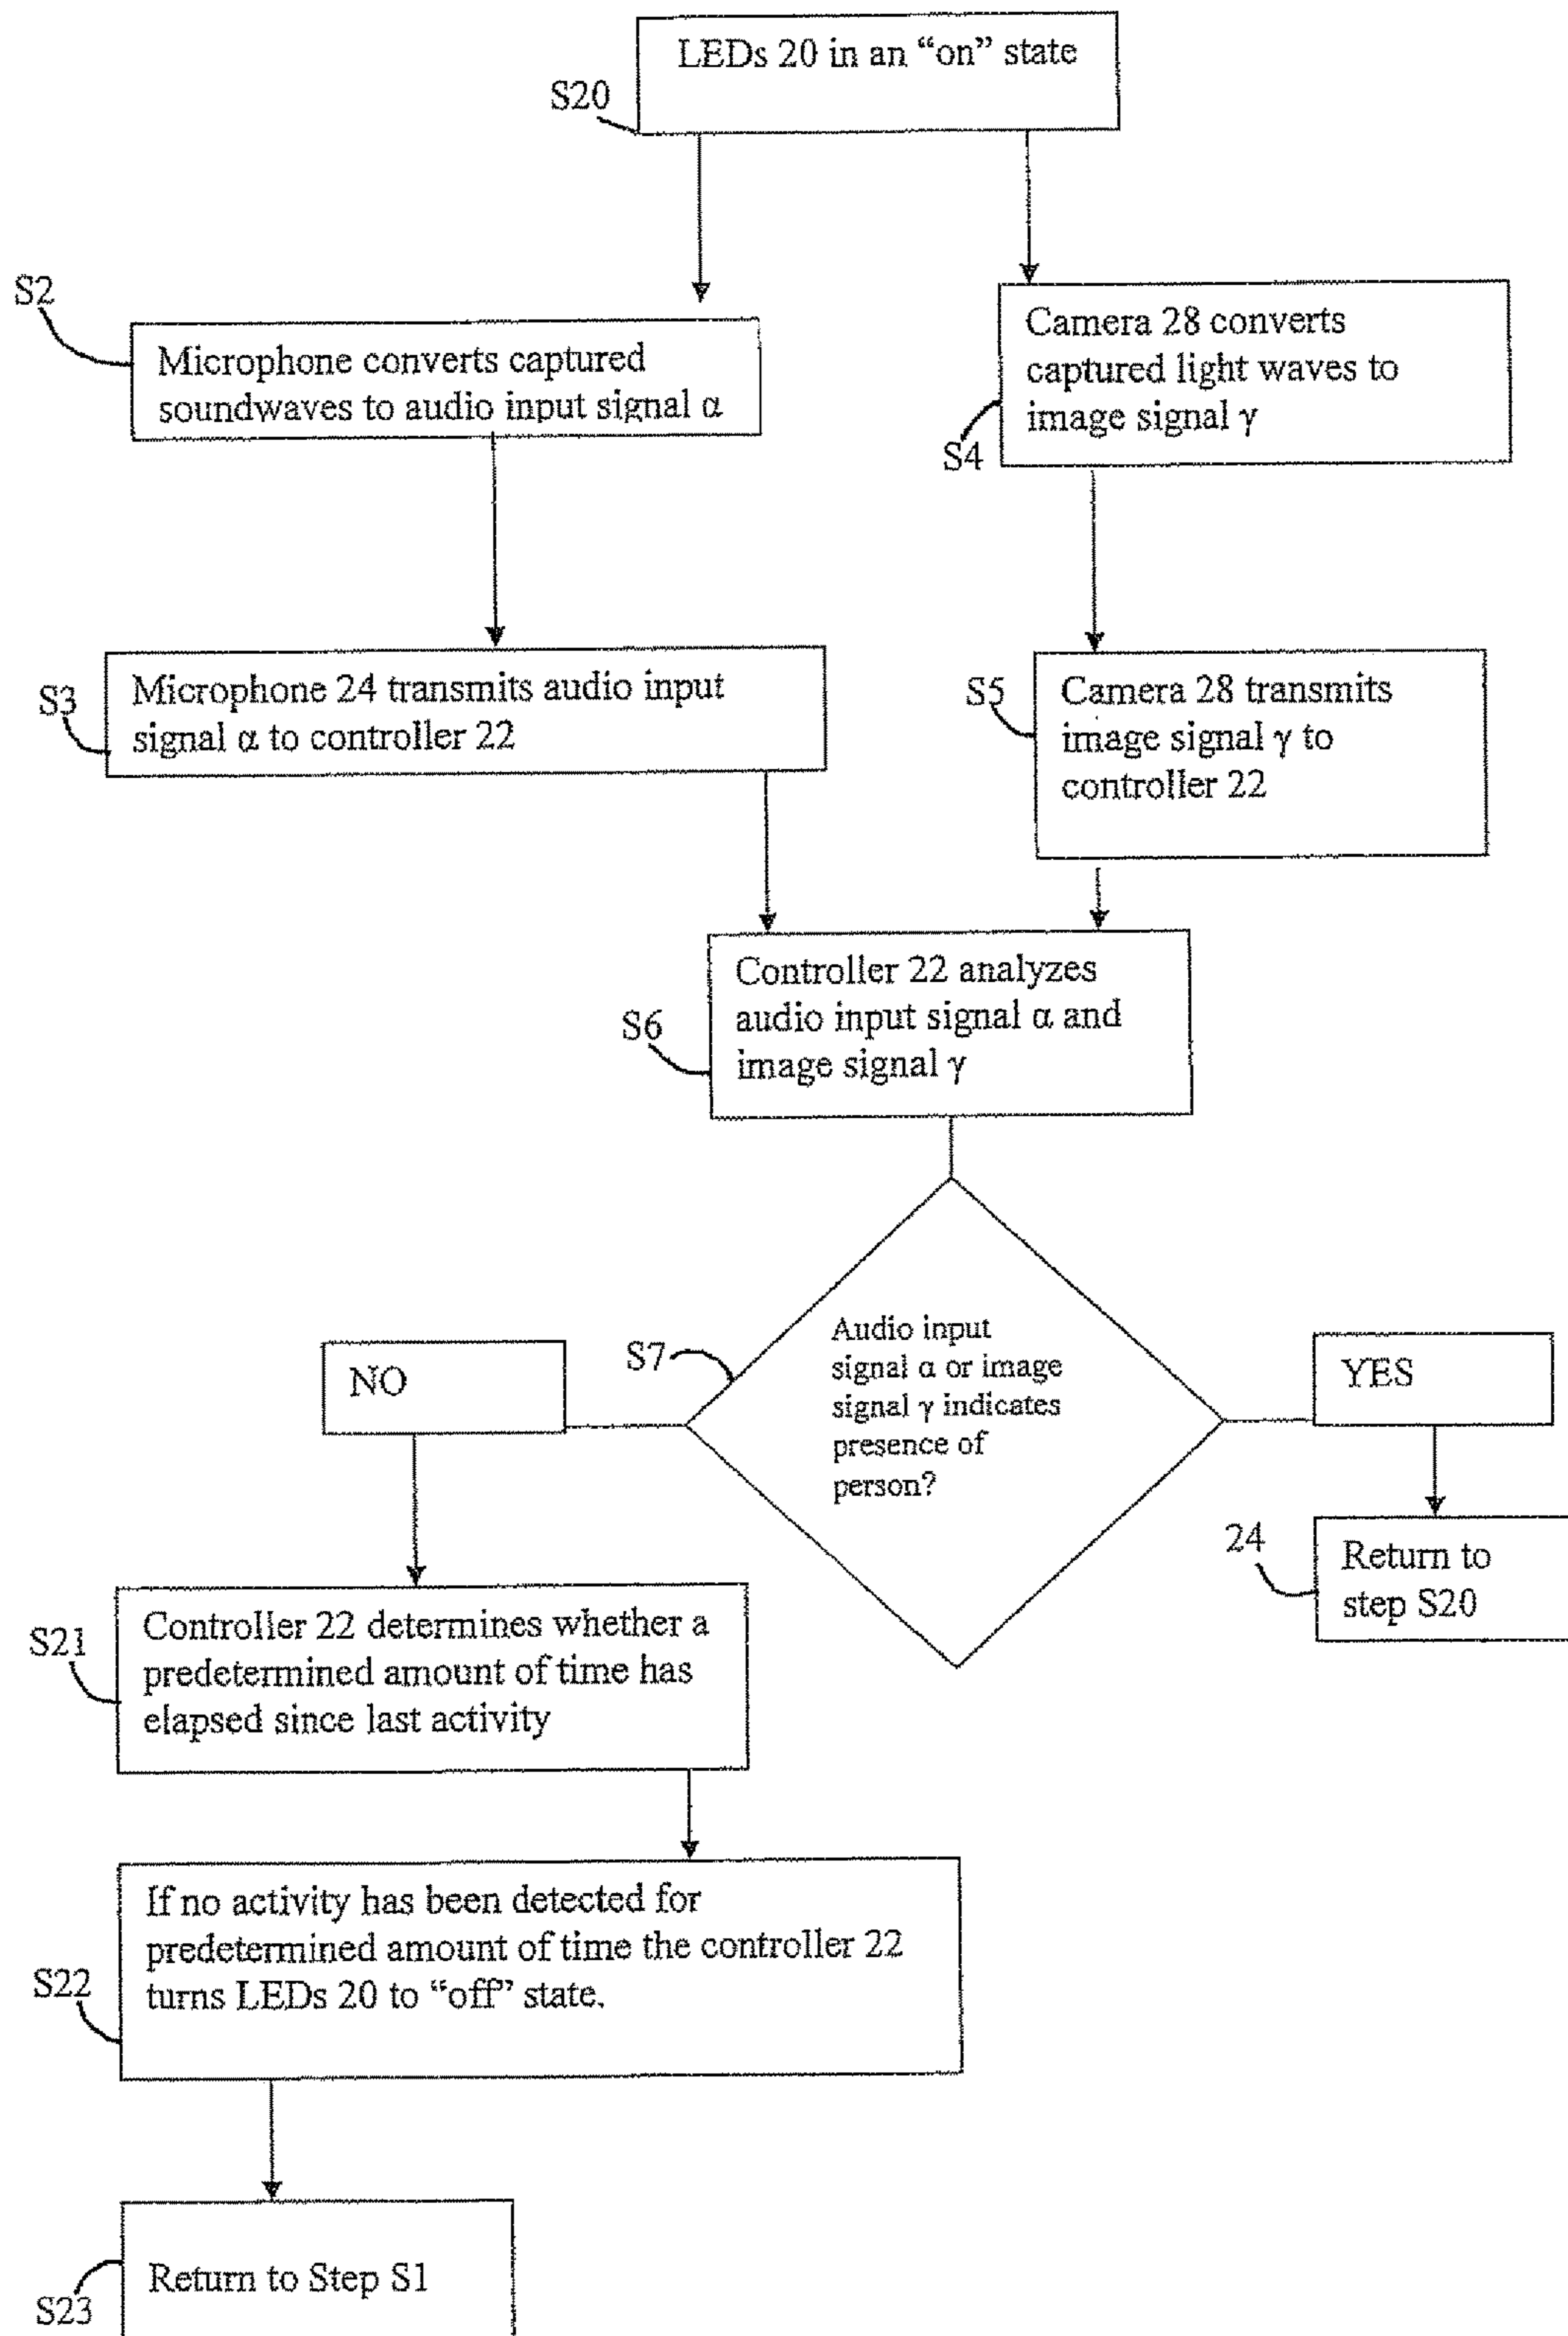 LEDs 20 in an “on” state
S20
S2
Microphone converts captured
soundwaves to audio input signal α
Camera 28 converts
captured light waves to
image signal γ
S4
S3
Microphone 24 transmits audio input
signal α to controller 22
S5
Camera 28 transmits
image signal γ to
controller 22
S6
Controller 22 analyzes
audio input signal α and
image signal γ
S7
Audio input
signal α or image
signal γ indicates
presence of
person?
NO
YES
24
Return to
step S20
S21
Controller 22 determines whether a
predetermined amount of time has
elapsed since last activity
S22
If no activity has been detected for
predetermined amount of time the controller 22
turns LEDs 20 to “off” state.
S23
Return to Step S1